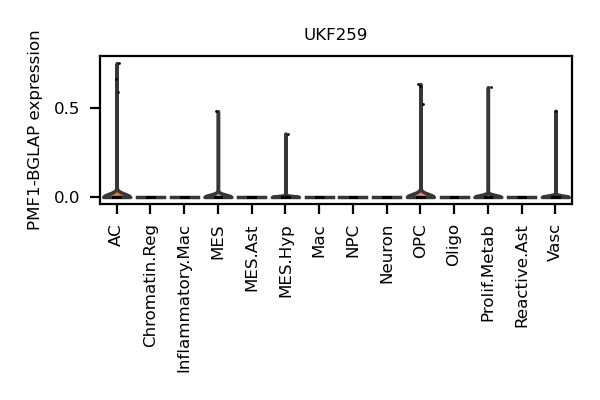 UKF259
PMF1-BGLAP expression
0.5
0.0
AC
Chromatin.Reg
Inflammatory.Mac
MES
MES.Ast
MES.Hyp
Mac
NPC
Neuron
OPC
Oligo
Prolif.Metab
Reactive.Ast
Vasc